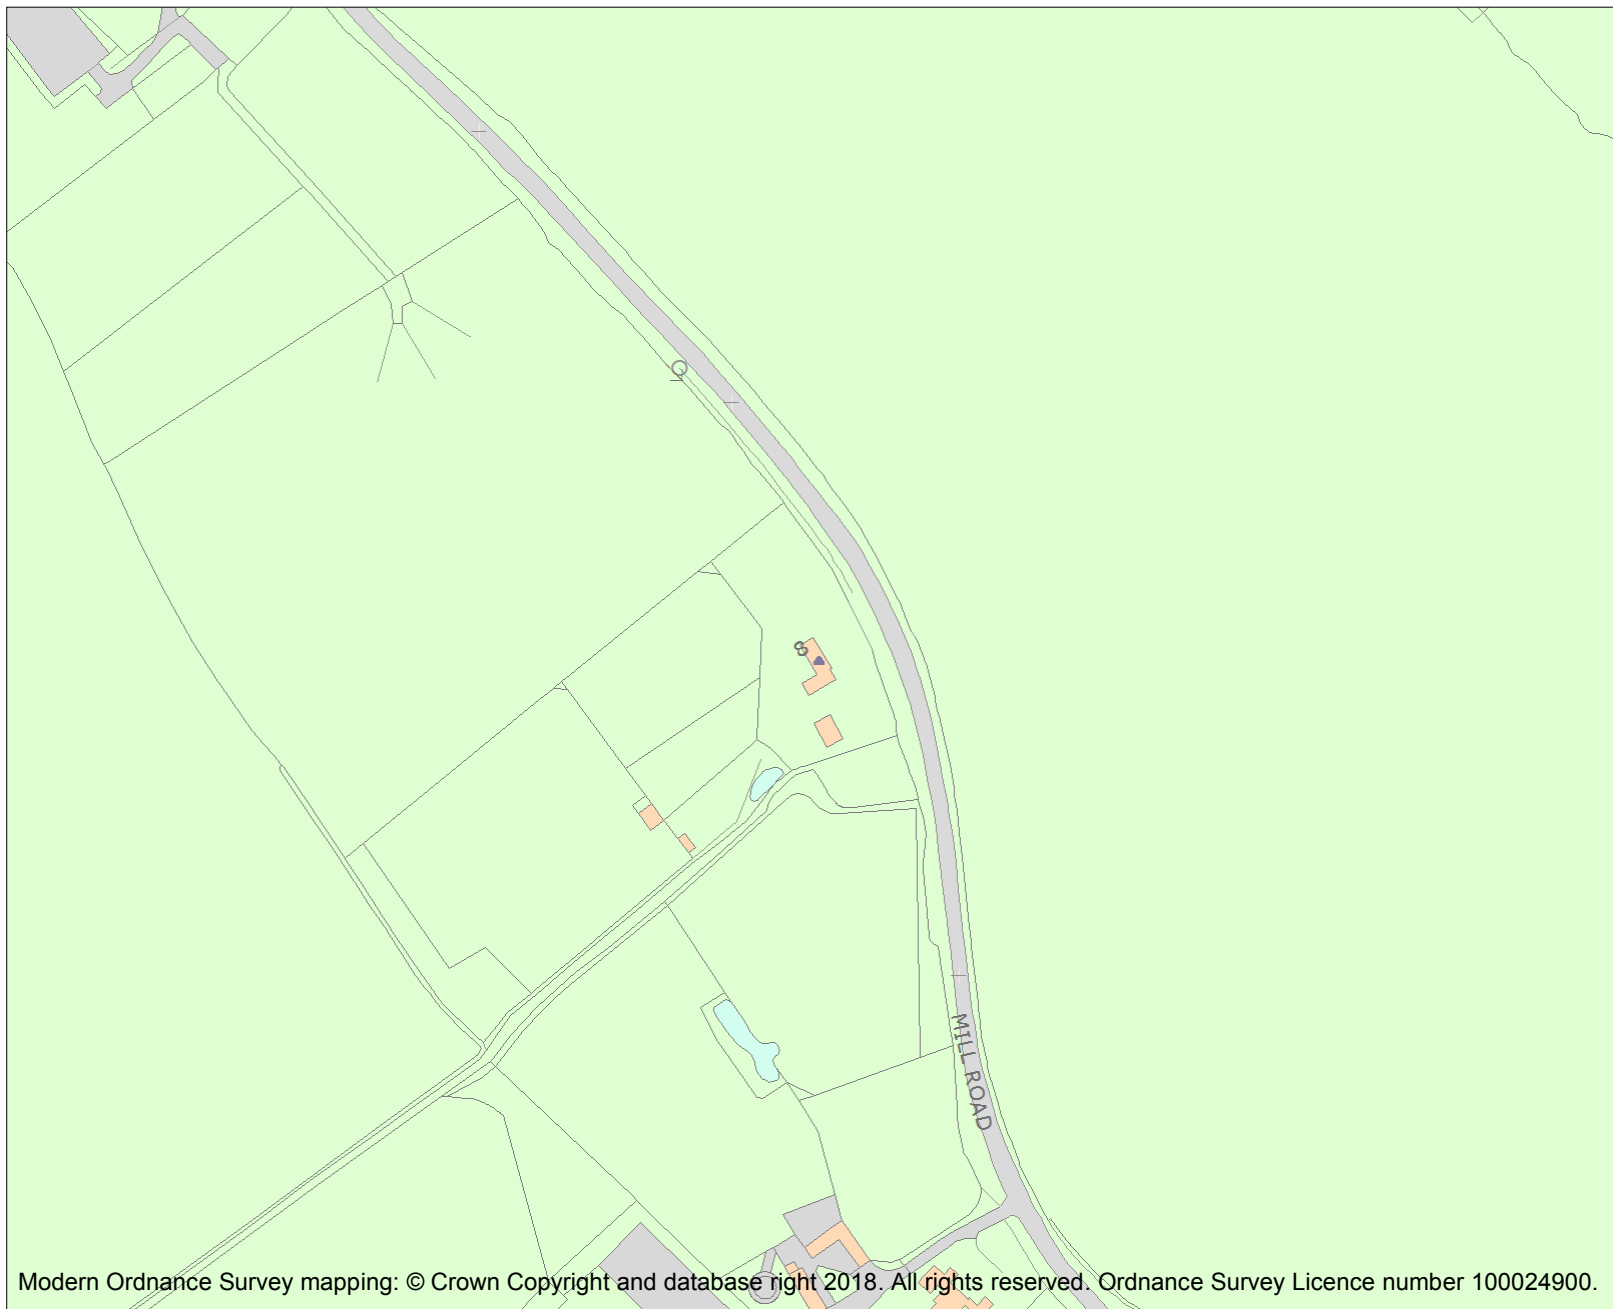 8
MILL ROAD
Modern Ordnance Survey mapping: © Crown Copyright and database right 2018. All rights reserved. Ordnance Survey Licence number 100024900.